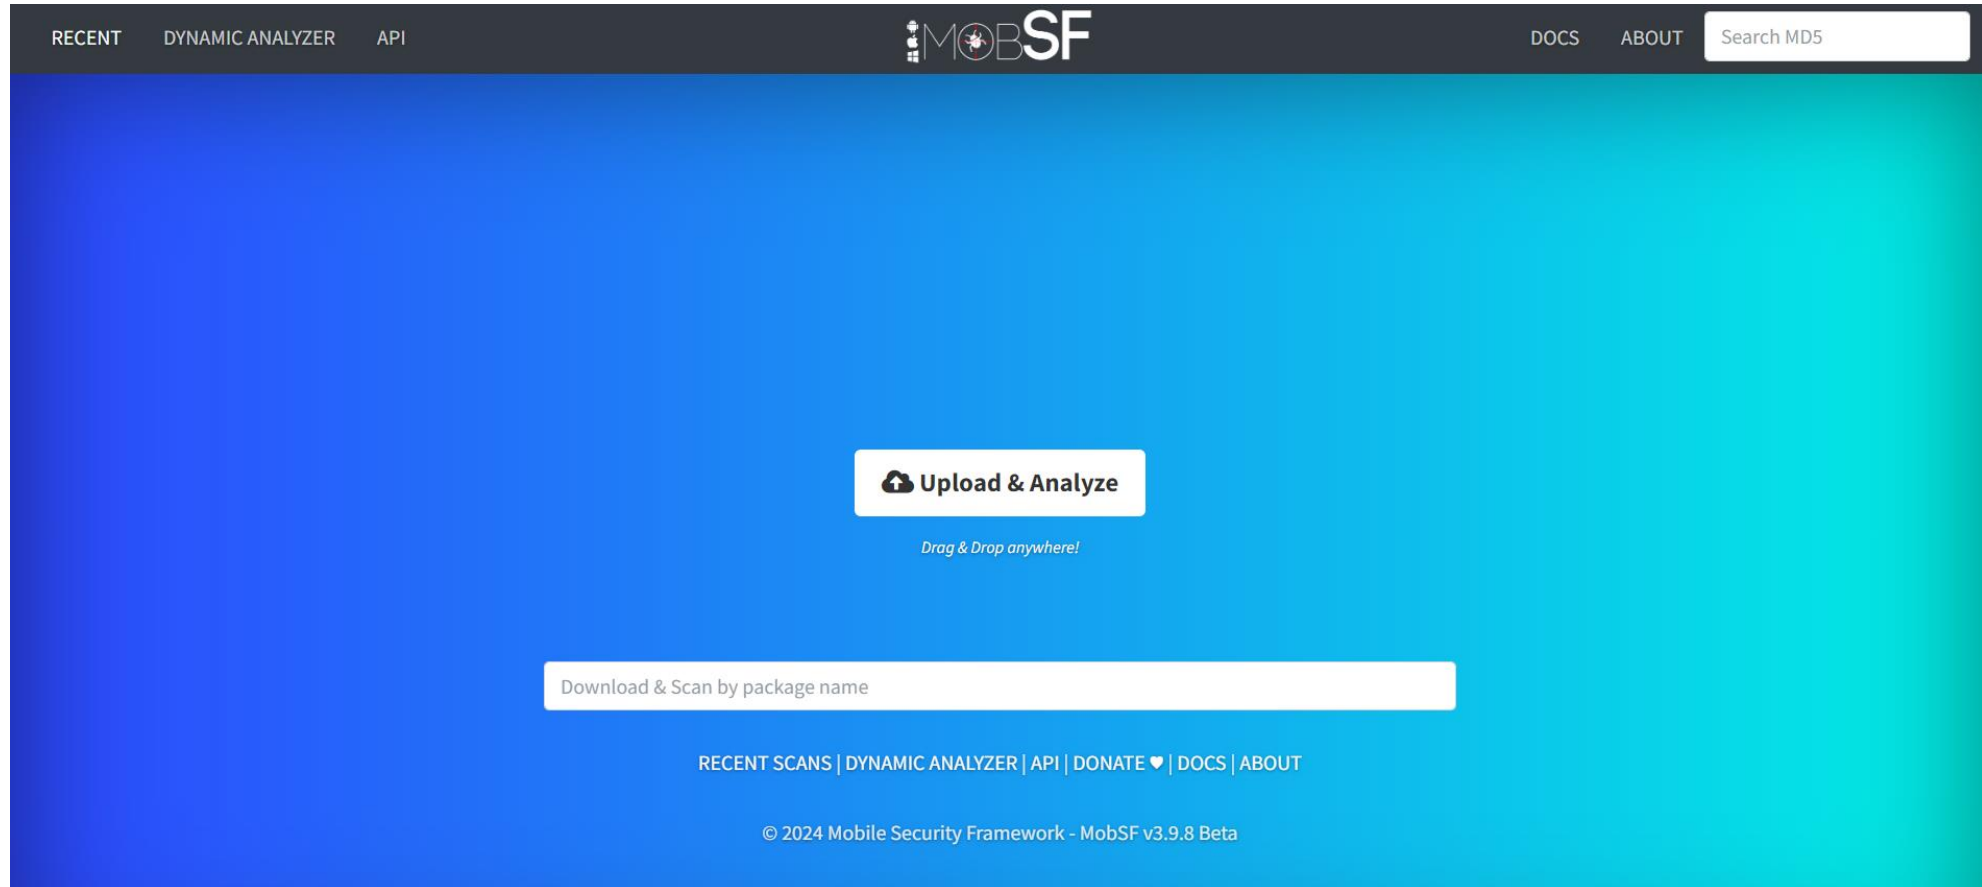 RECENT DYNAMIC ANALYZER API MOBSF DOCS ABOUT Search MD5
Upload & Analyze
Drag & Drop anywhere!
Download & Scan by package name
RECENT SCANS | DYNAMIC ANALYZER | API | DONATE ♥ | DOCS | ABOUT
© 2024 Mobile Security Framework - MobSF v3.9.8 Beta